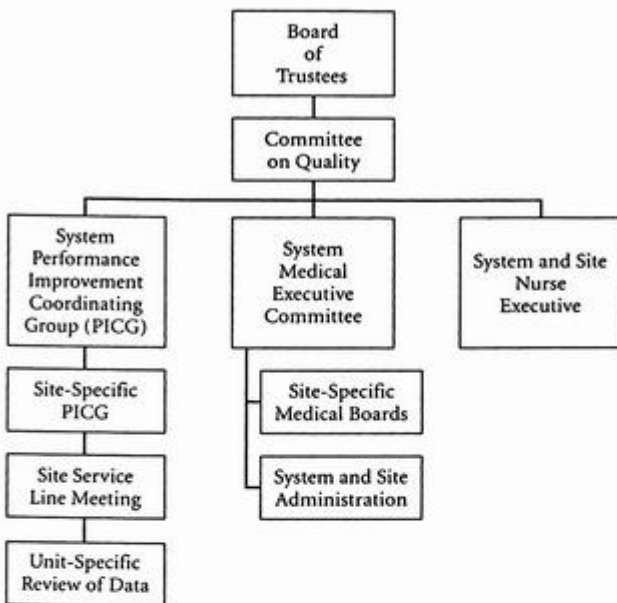 Board
of
Trustees
Committee
on Quality
System
Performance
Improvement
Coordinating
Group (PICG)
System
Medical
Executive
Committee
System and Site
Nurse
Executive
Site-Specific
PICG
Site-Specific
Medical Boards
Site Service
Line Meeting
System and Site
Administration
Unit-Specific
Review of Data